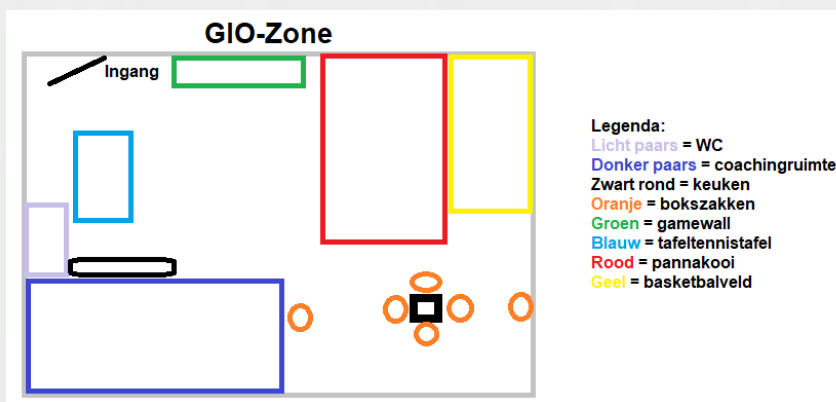 GIO-Zone
Ingang
Legenda:
Licht paars = WC
Donker paars = coachingruimte
Zwart rond = keuken
Oranje = bokszakken
Groen = gamewall
Blauw = tafeltennistafel
Rood = pannakooi
Geel = basketbalveld